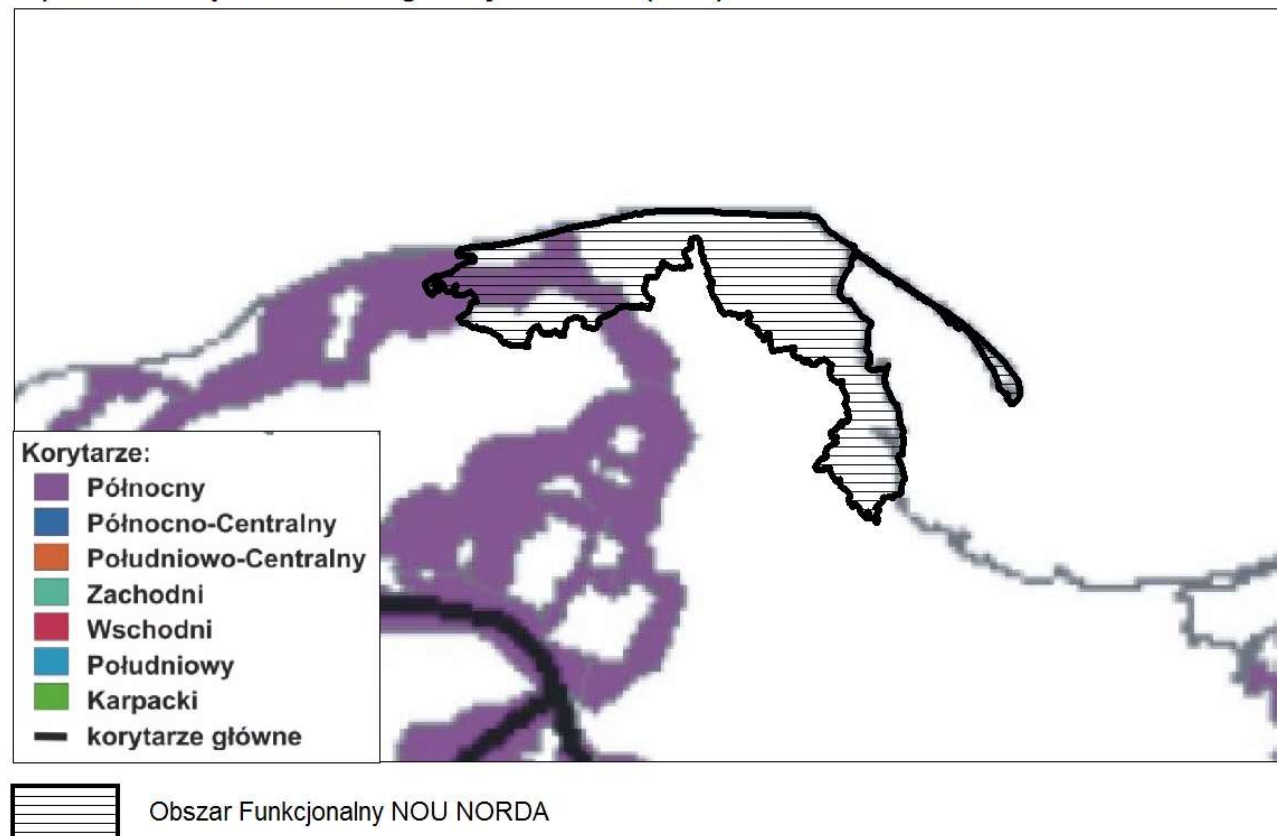 Korytarze:
Północny
Północno-Centralny
Południowo-Centralny
Zachodni
Wschodni
Południowy
Karpacki
korytarze główne
Obszar Funkcjonalny NOU NORDA